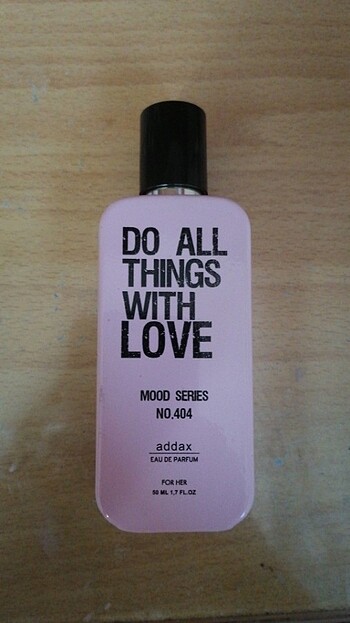 DO ALL
THINGS
WITH
LOVE
MOOD SERIES
NO.404
addax
EAU DE PARFUM
FOR HER
50 ML 1,7 FL.OZ